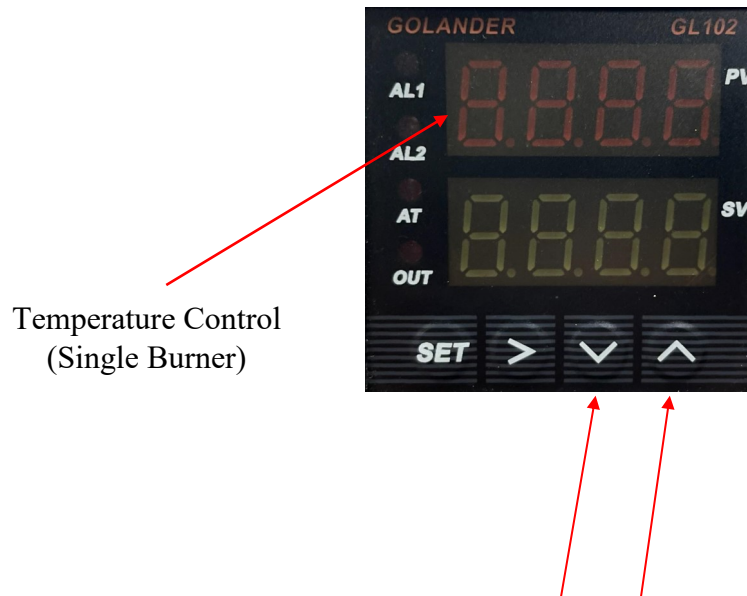 GOLANDER GL102
AL1
PV
AL2
AT
SV
OUT
Temperature Control
(Single Burner)
SET > ∨ ∧